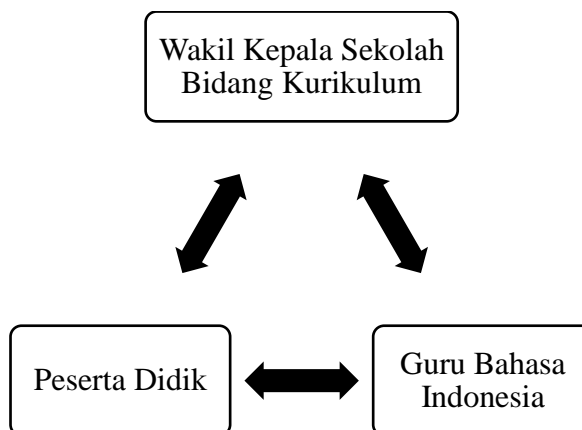 Wakil Kepala Sekolah
Bidang Kurikulum
Peserta Didik
Guru Bahasa
Indonesia